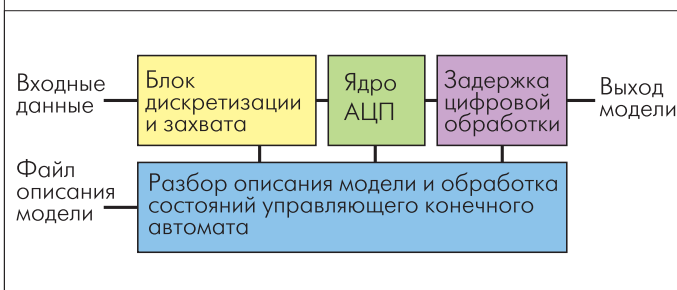 Входные
данные
Блок
дискретизации
и захвата
Ядро
АЦП
Задержка
цифровой
обработки
Выход
модели
Файл
описания
модели
Разбор описания модели и обработка
состояний управляющего конечного
автомата